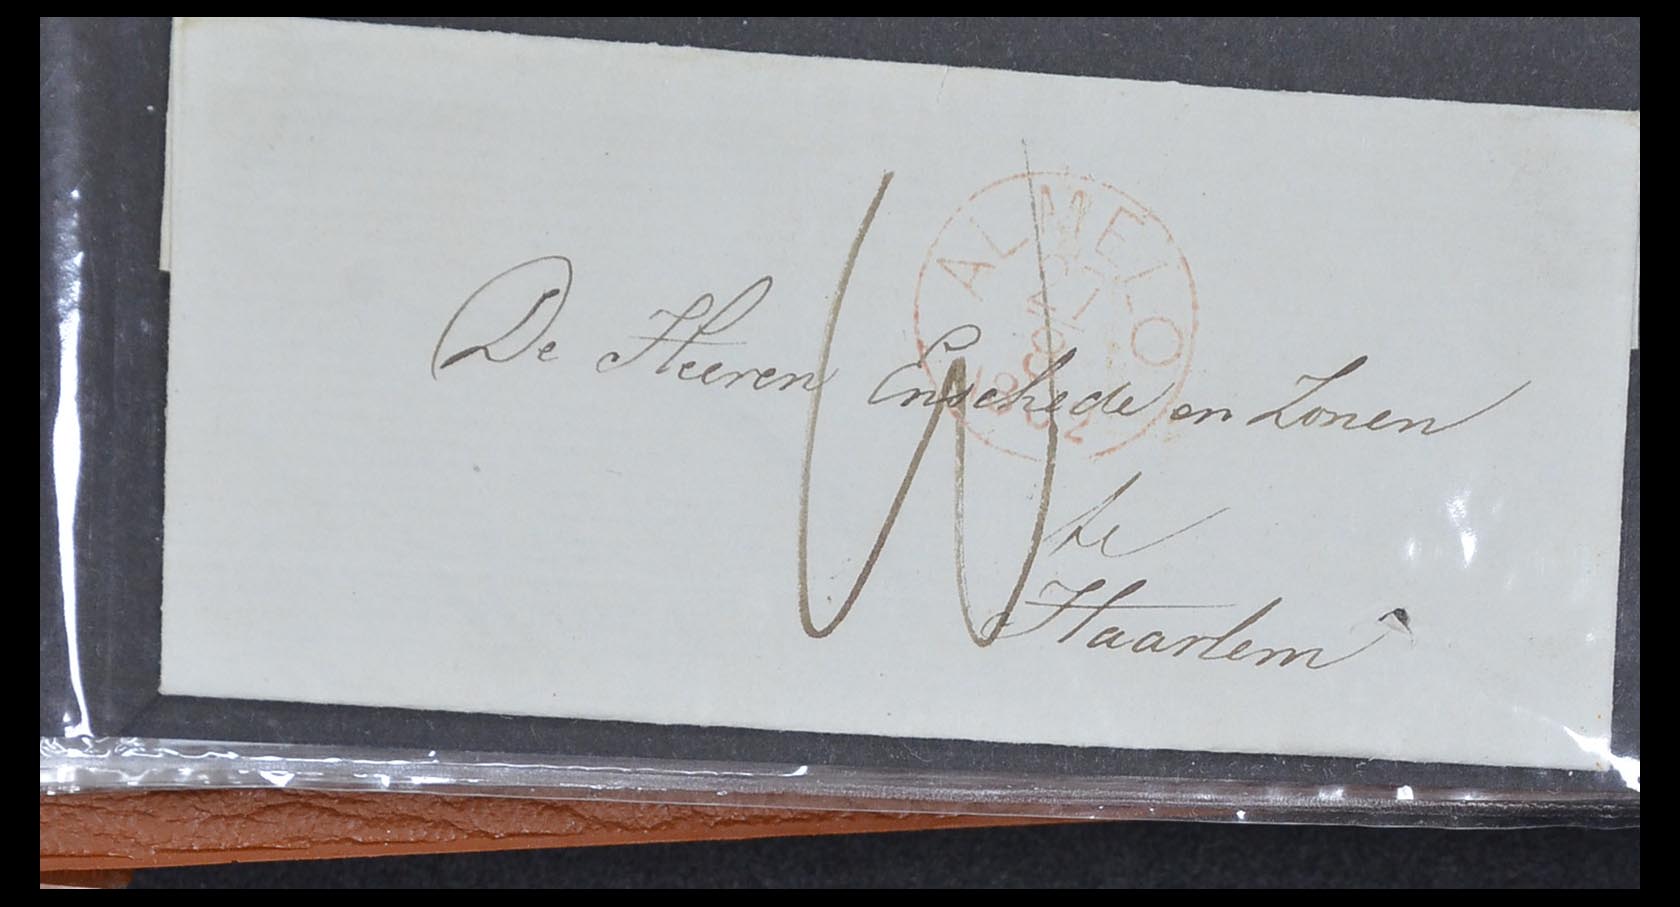 ALMELO
De Heeren Enschede en Zonen
te
Haarlem